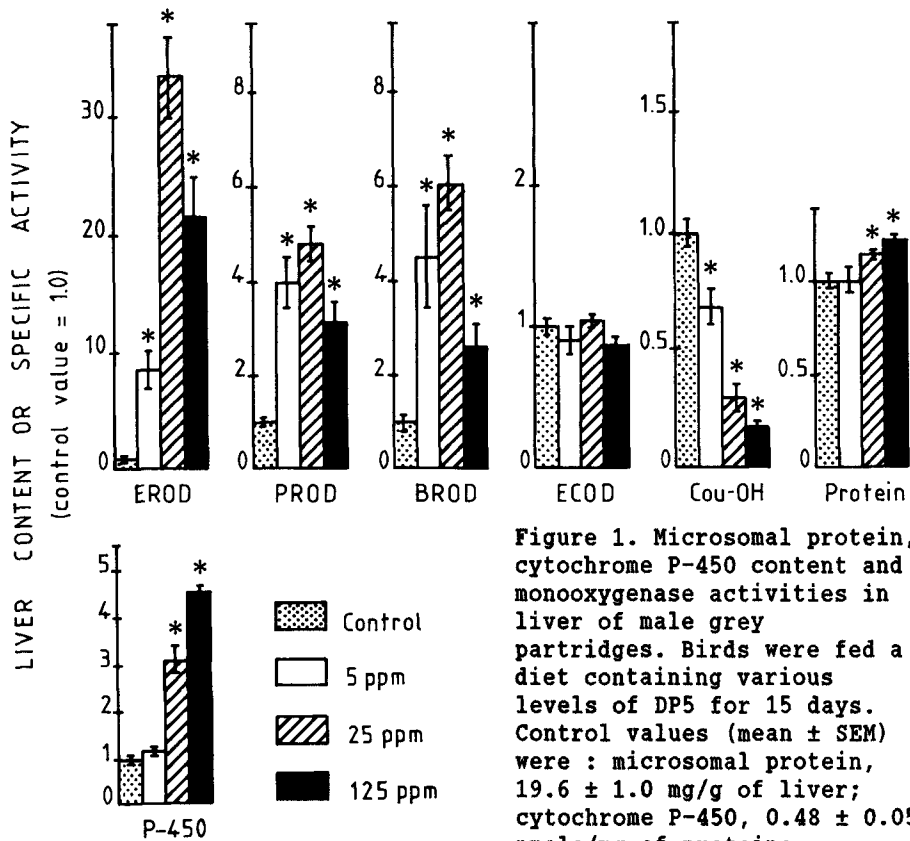 LIVER CONTENT OR SPECIFIC ACTIVITY
(control value = 1.0)
30
20
10
0
*
*
*
EROD
8
6
4
2
0
*
*
*
PROD
8
6
4
2
0
*
*
*
BROD
2
1
0
ECOD
1.5
1.0
0.5
0
*
*
*
Cou-OH
1.0
0.5
0
*
*
Protein
5
4
3
2
1
0
*
*
P-450
Control
5 ppm
25 ppm
125 ppm
Figure 1. Microsomal protein,
cytochrome P-450 content and
monooxygenase activities in
liver of male grey
partridges. Birds were fed a
diet containing various
levels of DP5 for 15 days.
Control values (mean ± SEM)
were : microsomal protein,
19.6 ± 1.0 mg/g of liver;
cytochrome P-450, 0.48 ± 0.05